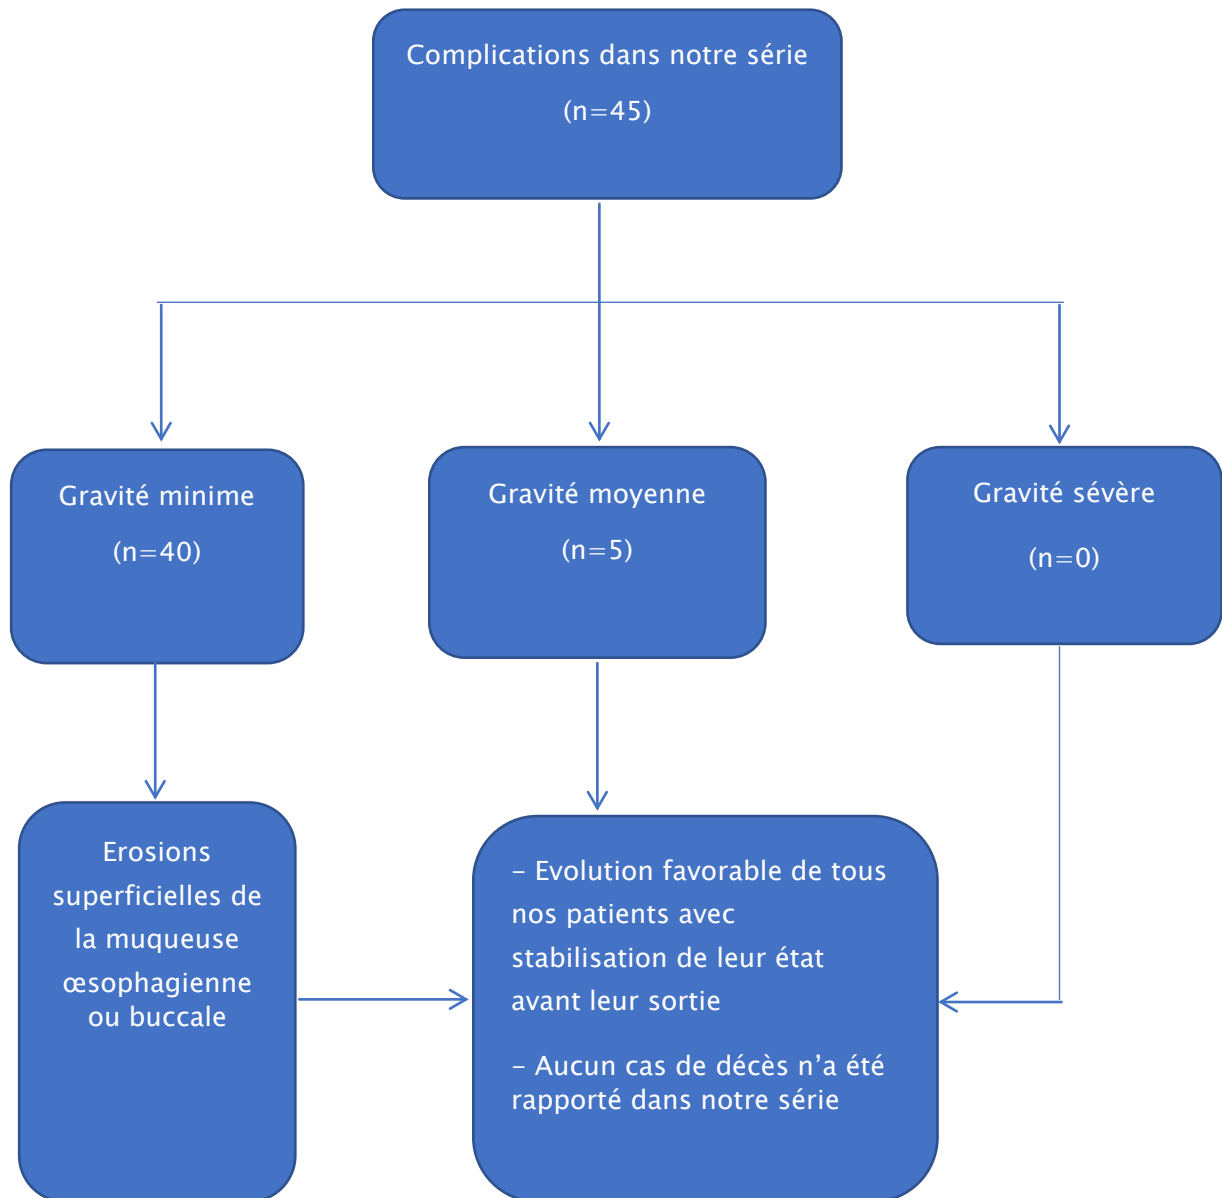 Complications dans notre série
(n=45)
Gravité minime
(n=40)
Gravité moyenne
(n=5)
Gravité sévère
(n=0)
Erosions
superficielles de
la muqueuse
œsophagienne
ou buccale
– Evolution favorable de tous
nos patients avec
stabilisation de leur état
avant leur sortie
– Aucun cas de décès n’a été
rapporté dans notre série